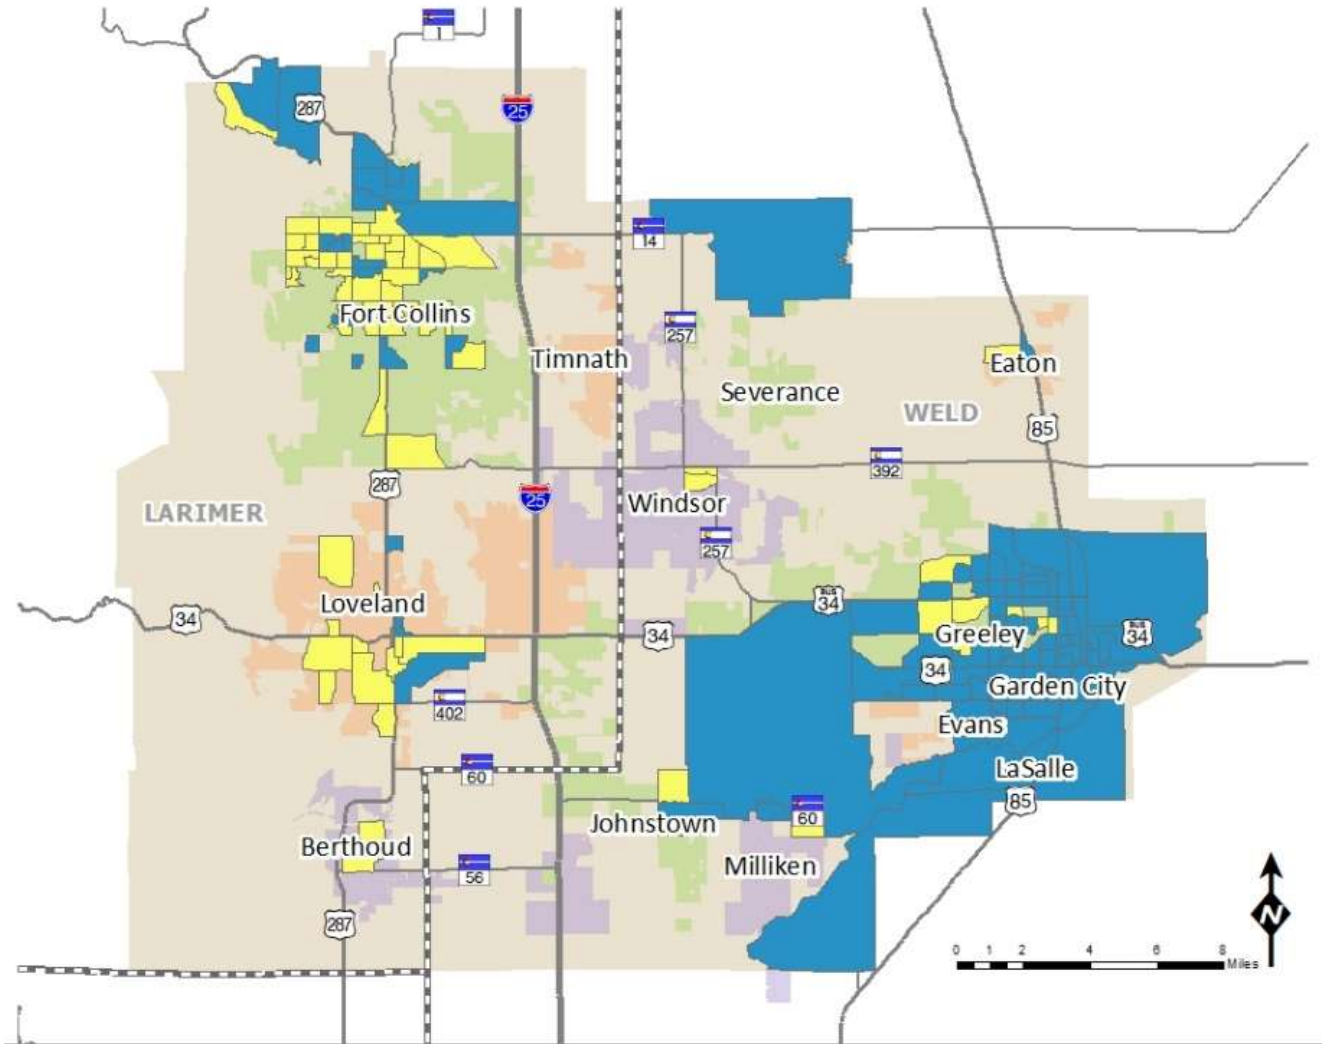 1
287
25
14
Fort Collins
257
Timnath
Eaton
Severance
WELD
85
392
287
25
Windsor
LARIMER
257
Loveland
BUS
34
34
34
Greeley
BUS
34
34
Garden City
402
Evans
60
LaSalle
85
60
Johnstown
Berthoud
Milliken
56
287
N
0 1 2 4 6 8
Miles